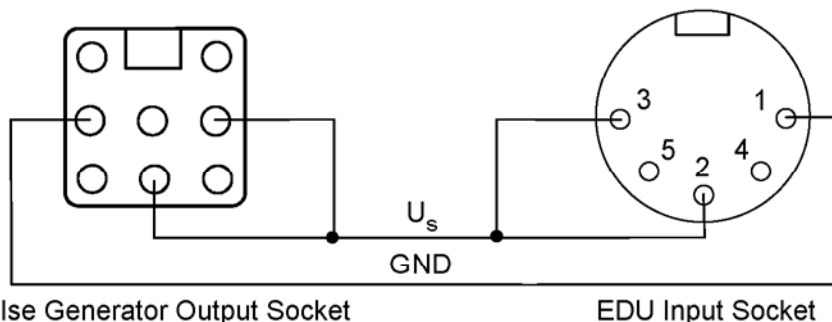 3 1
5 2 4
U_s
GND
lse Generator Output Socket EDU Input Socket